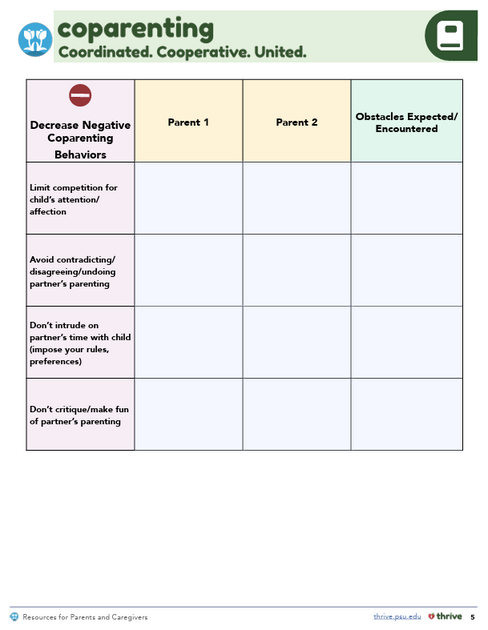 coparenting
Coordinated. Cooperative. United.
Decrease Negative
Coparenting
Behaviors
Parent 1
Parent 2
Obstacles Expected/
Encountered
Limit competition for
child's attention/
affection
Avoid contradicting/
disagreeing/undoing
partner's parenting
Don't intrude on
partner's time with child
(impose your rules,
preferences)
Don't critique/make fun
of partner's parenting
Resources for Parents and Caregivers
thrive.psu.edu
thrive
5